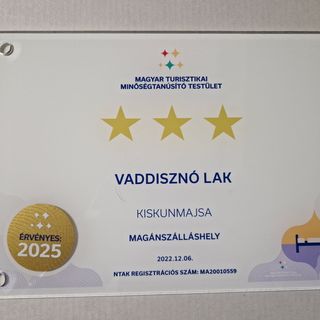 MAGYAR TURISZTIKAI
MINŐSÉGTANÚSÍTÓ TESTÜLET
VADDISZNÓ LAK
KISKUNMAJSA
MAGÁNSZÁLLÁSHELY
2022.12.06.
NTAK REGISZTRÁCIÓS SZÁM: MA20010559
ÉRVÉNYES:
2025